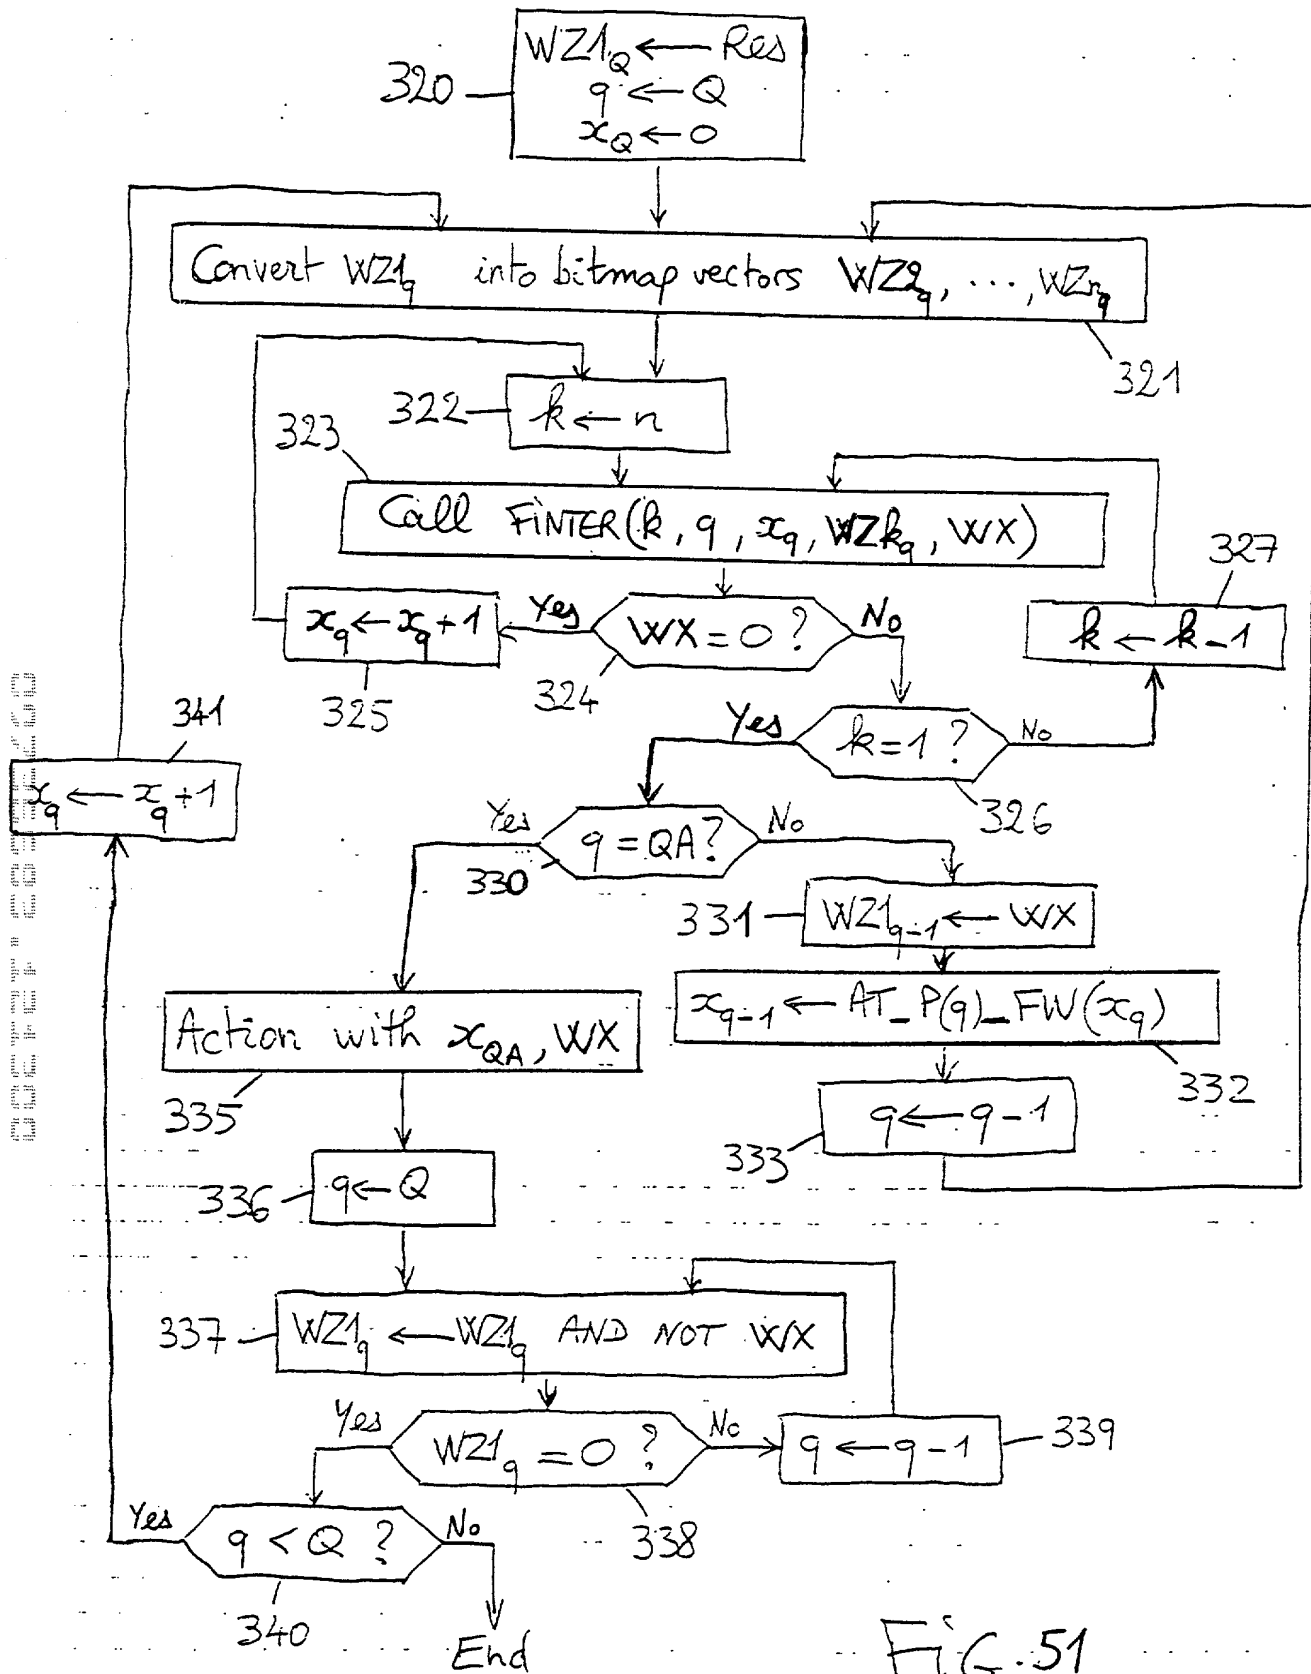 WZ1Q ← Res
320
q ← Q
xQ ← 0
Convert WZ1q into bitmap vectors WZ2q, ..., WZnq
321
322
k ← n
323
Call FINTER(k, q, xq, WZkq, WX)
327
xq ← xq + 1
Yes
WX = 0 ?
No
k ← k - 1
325
324
341
Yes
k = 1 ?
No
xq ← xq + 1
326
Yes
q = QA ?
No
330
331
WZ1q-1 ← WX
xq-1 ← AT_P(q)_FW(xq)
Action with xQA, WX
332
335
q ← q - 1
333
336
q ← Q
337
WZ1q ← WZ1q AND NOT WX
Yes
WZ1q = 0 ?
No
q ← q - 1
339
338
Yes
q < Q ?
No
340
End
FiG.51